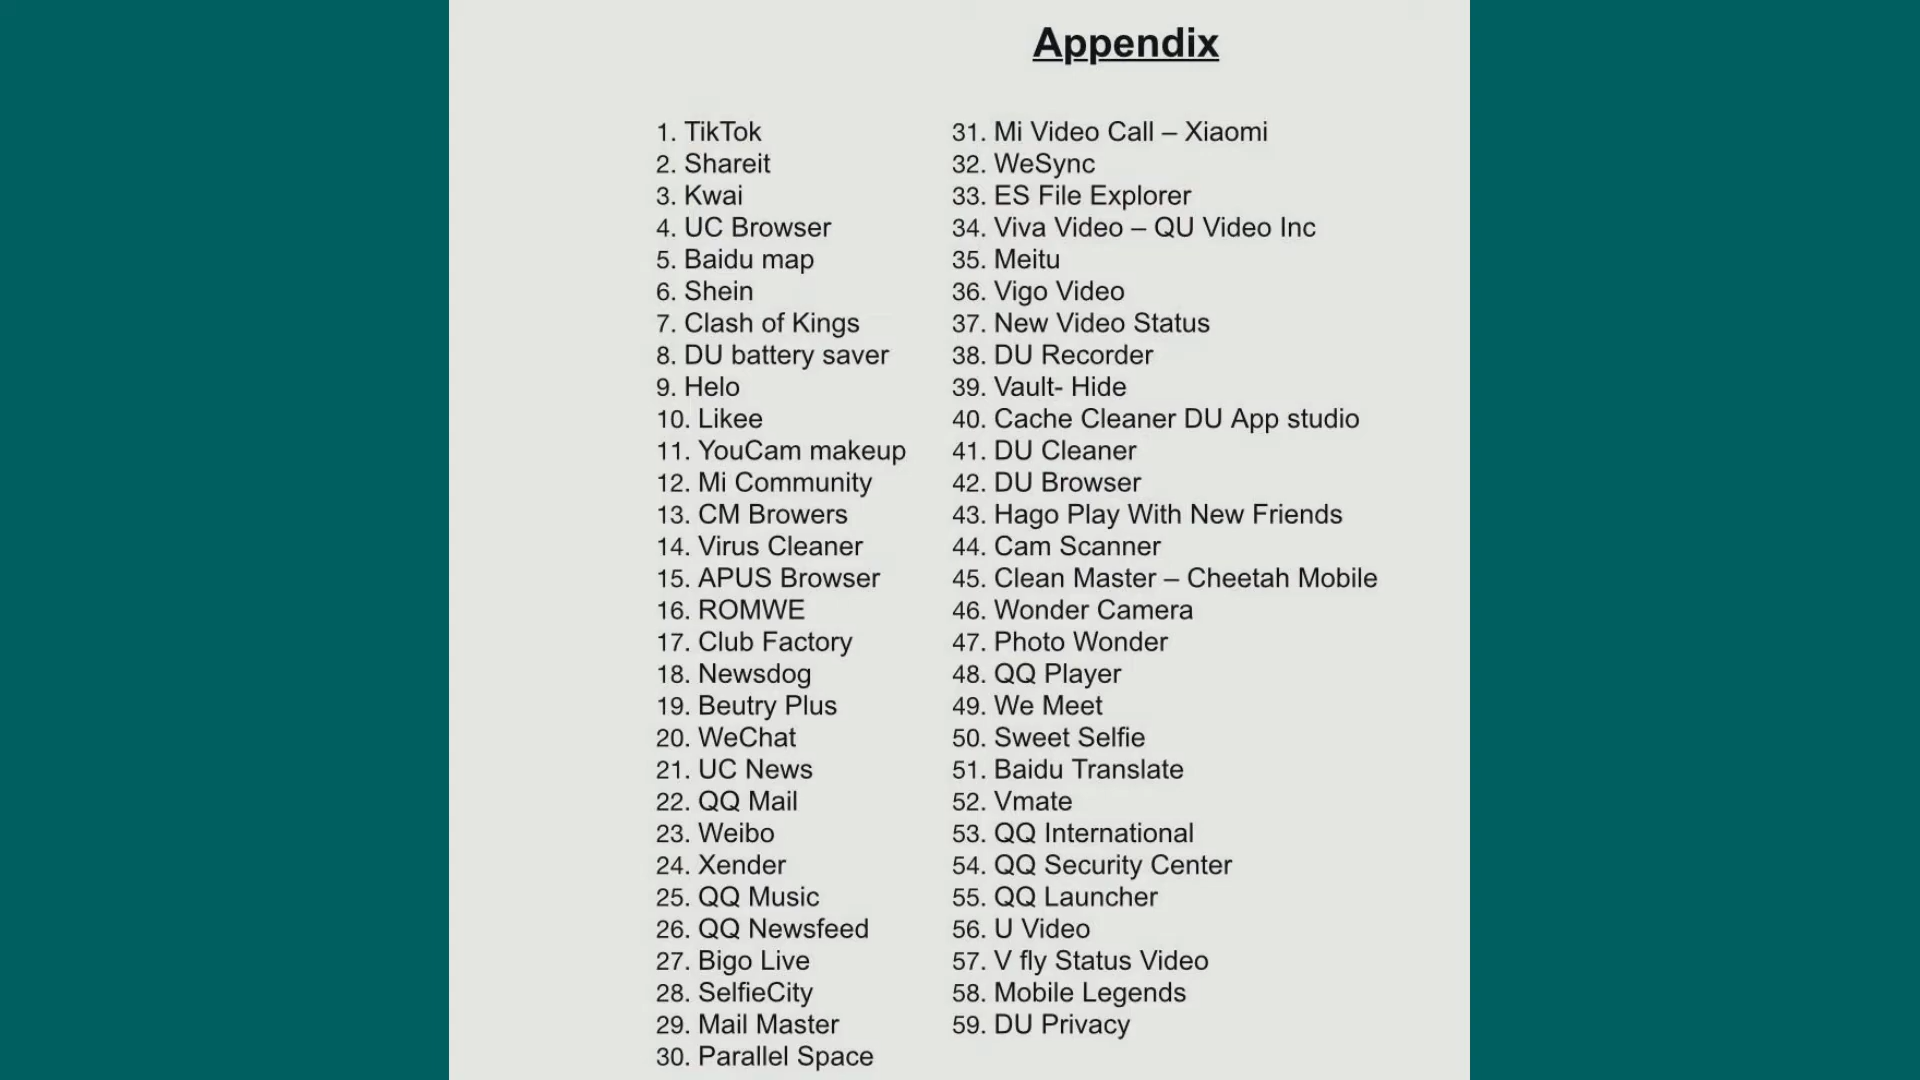 Appendix
1. TikTok
2. Shareit
3. Kwai
4. UC Browser
5. Baidu map
6. Shein
7. Clash of Kings
8. DU battery saver
9. Helo
10. Likee
11. YouCam makeup
12. Mi Community
13. CM Browers
14. Virus Cleaner
15. APUS Browser
16. ROMWE
17. Club Factory
18. Newsdog
19. Beutry Plus
20. WeChat
21. UC News
22. QQ Mail
23. Weibo
24. Xender
25. QQ Music
26. QQ Newsfeed
27. Bigo Live
28. SelfieCity
29. Mail Master
30. Parallel Space
31. Mi Video Call – Xiaomi
32. WeSync
33. ES File Explorer
34. Viva Video – QU Video Inc
35. Meitu
36. Vigo Video
37. New Video Status
38. DU Recorder
39. Vault- Hide
40. Cache Cleaner DU App studio
41. DU Cleaner
42. DU Browser
43. Hago Play With New Friends
44. Cam Scanner
45. Clean Master – Cheetah Mobile
46. Wonder Camera
47. Photo Wonder
48. QQ Player
49. We Meet
50. Sweet Selfie
51. Baidu Translate
52. Vmate
53. QQ International
54. QQ Security Center
55. QQ Launcher
56. U Video
57. V fly Status Video
58. Mobile Legends
59. DU Privacy